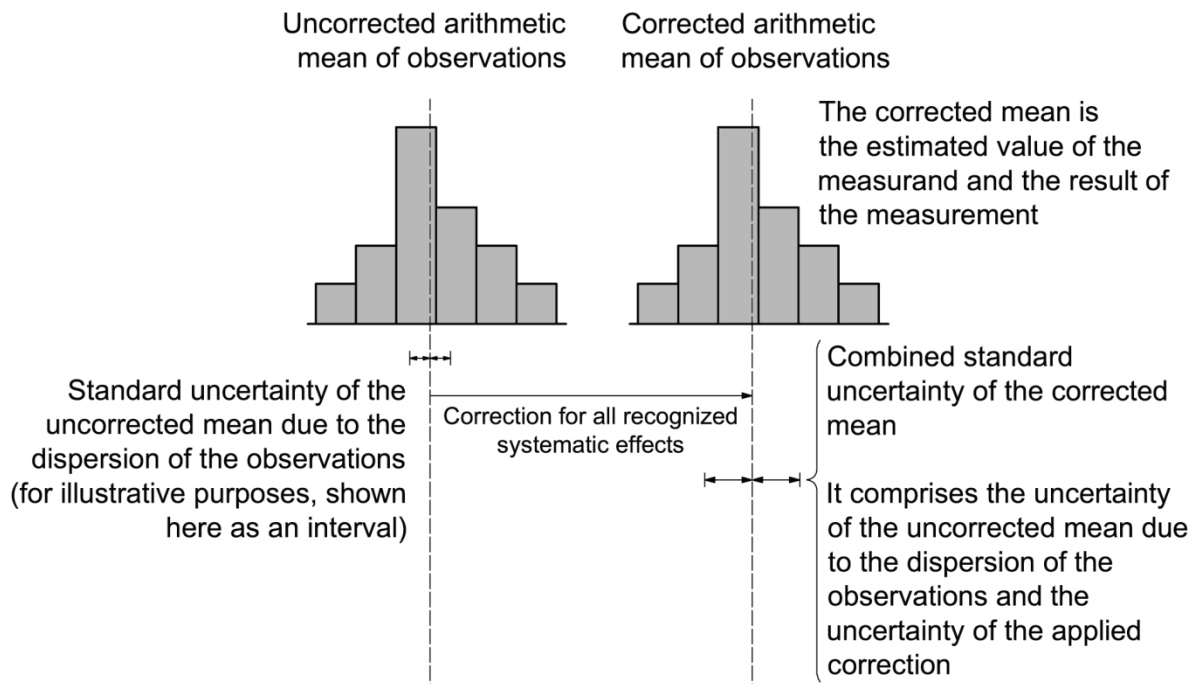 Uncorrected arithmetic
mean of observations
Corrected arithmetic
mean of observations
The corrected mean is
the estimated value of the
measurand and the result of
the measurement
Standard uncertainty of the
uncorrected mean due to the
dispersion of the observations
(for illustrative purposes, shown
here as an interval)
Correction for all recognized
systematic effects
Combined standard
uncertainty of the corrected
mean
It comprises the uncertainty
of the uncorrected mean due
to the dispersion of the
observations and the
uncertainty of the applied
correction